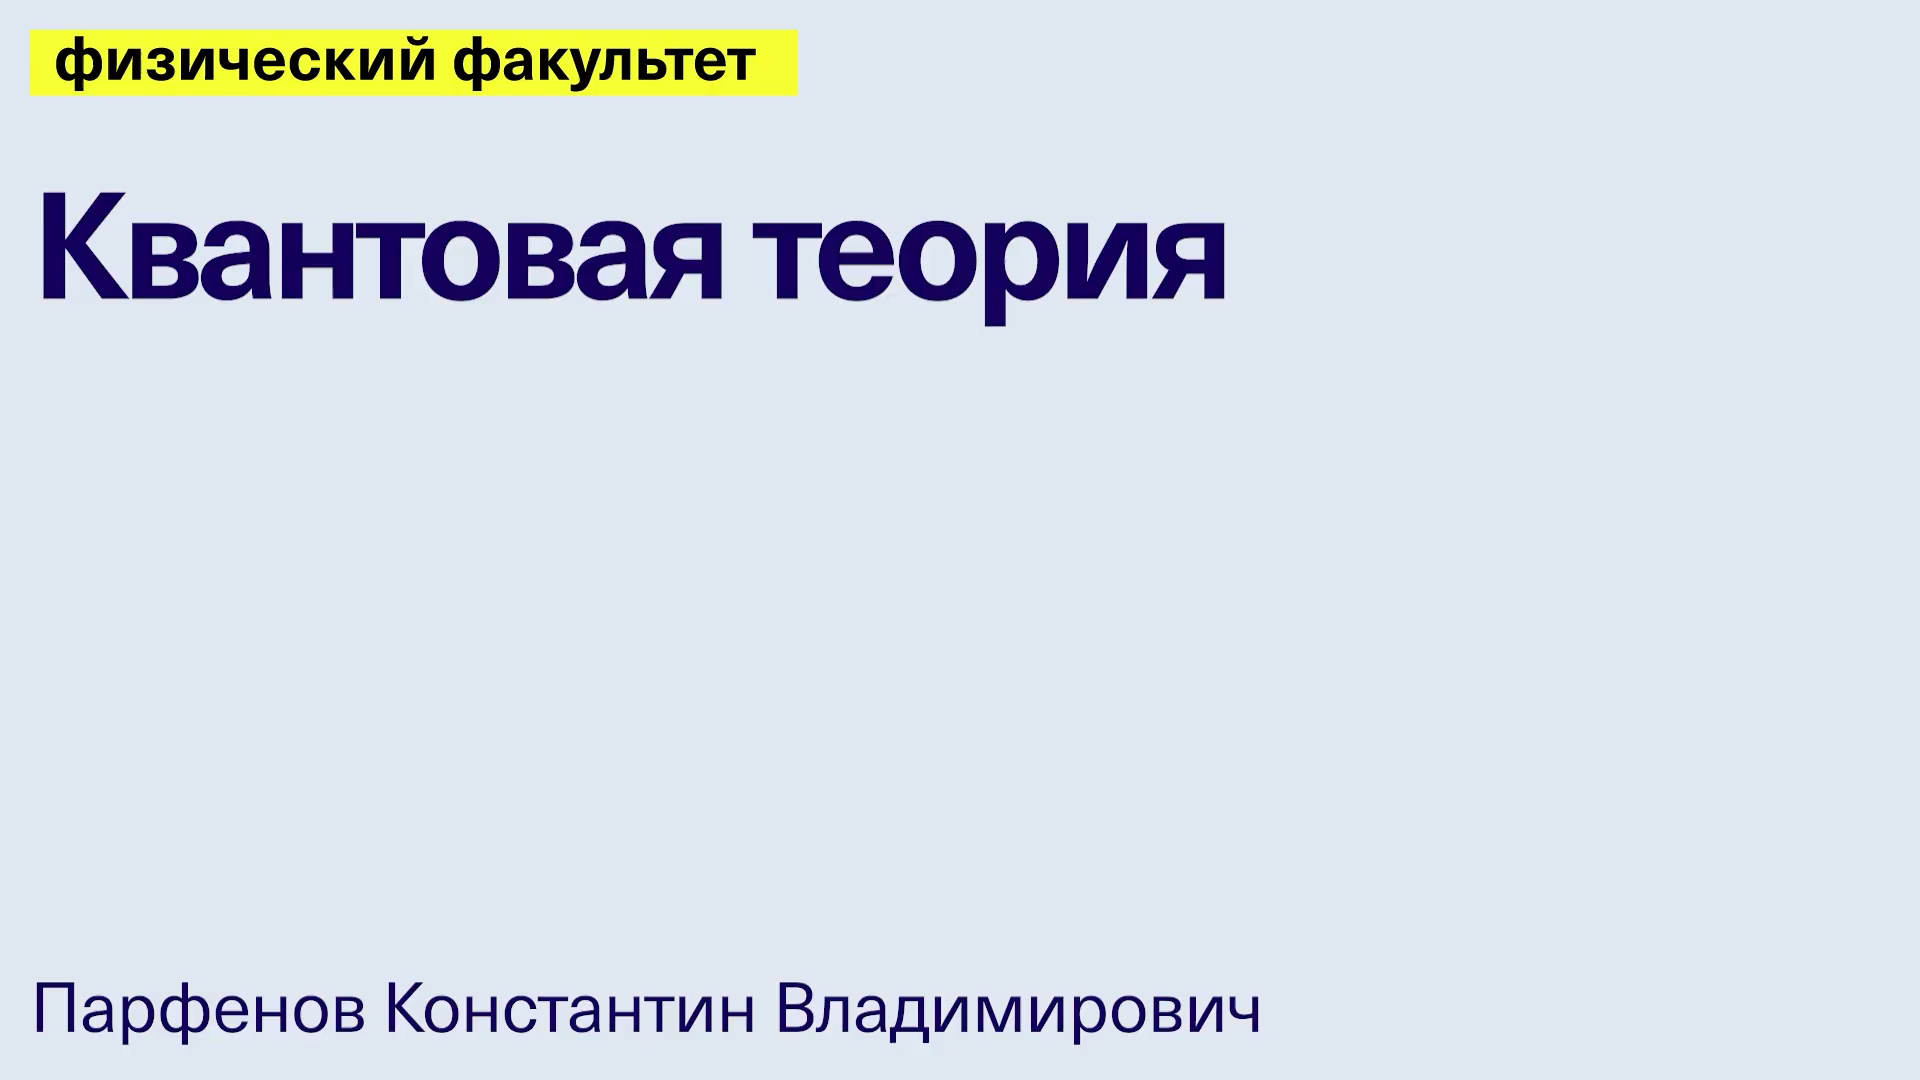 физический факультет
Квантовая теория
Парфенов Константин Владимирович